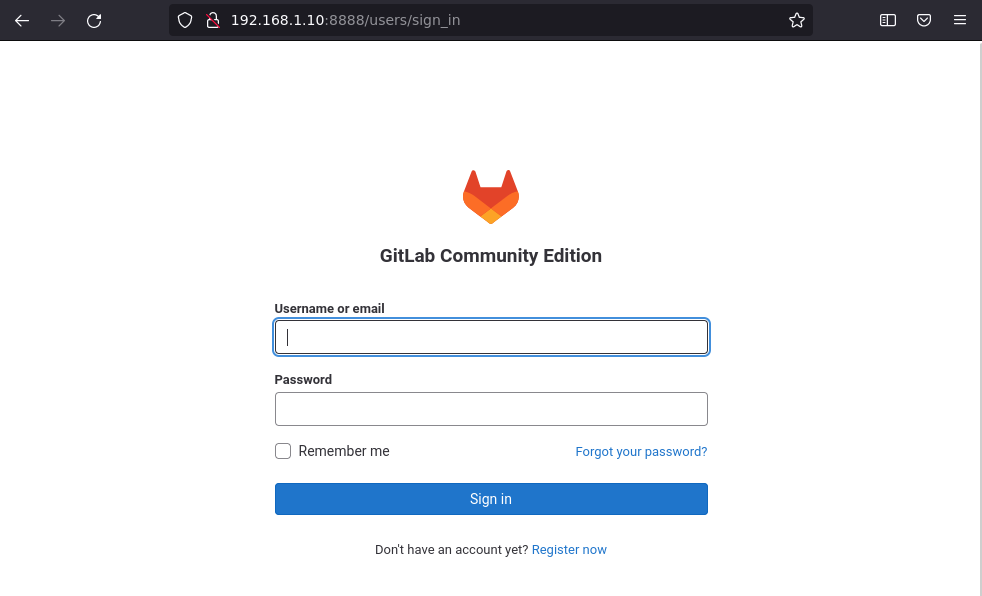 192.168.1.10:8888/users/sign_in
GitLab Community Edition
Username or email
Password
Remember me
Forgot your password?
Sign in
Don't have an account yet? Register now